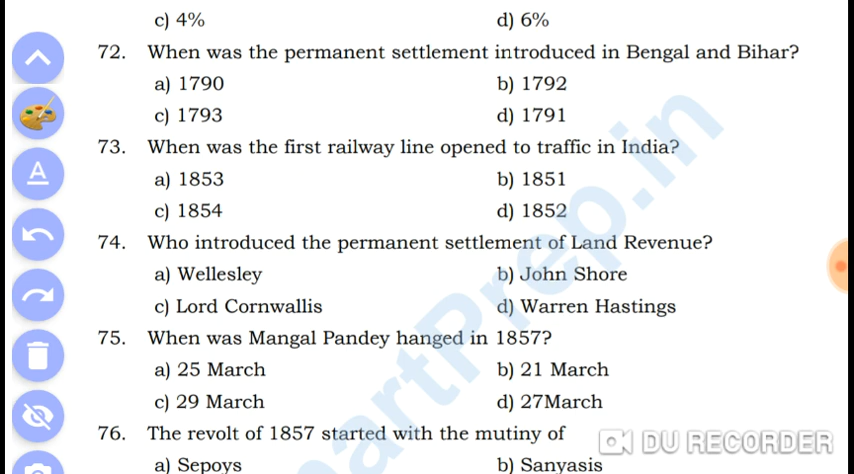 c) 4% d) 6%
72. When was the permanent settlement introduced in Bengal and Bihar?
a) 1790 b) 1792
c) 1793 d) 1791
73. When was the first railway line opened to traffic in India?
a) 1853 b) 1851
c) 1854 d) 1852
74. Who introduced the permanent settlement of Land Revenue?
a) Wellesley b) John Shore
c) Lord Cornwallis d) Warren Hastings
75. When was Mangal Pandey hanged in 1857?
a) 25 March b) 21 March
c) 29 March d) 27March
76. The revolt of 1857 started with the mutiny of
a) Sepoys b) Sanyasis
A
artPrep.in
DU RECORDER